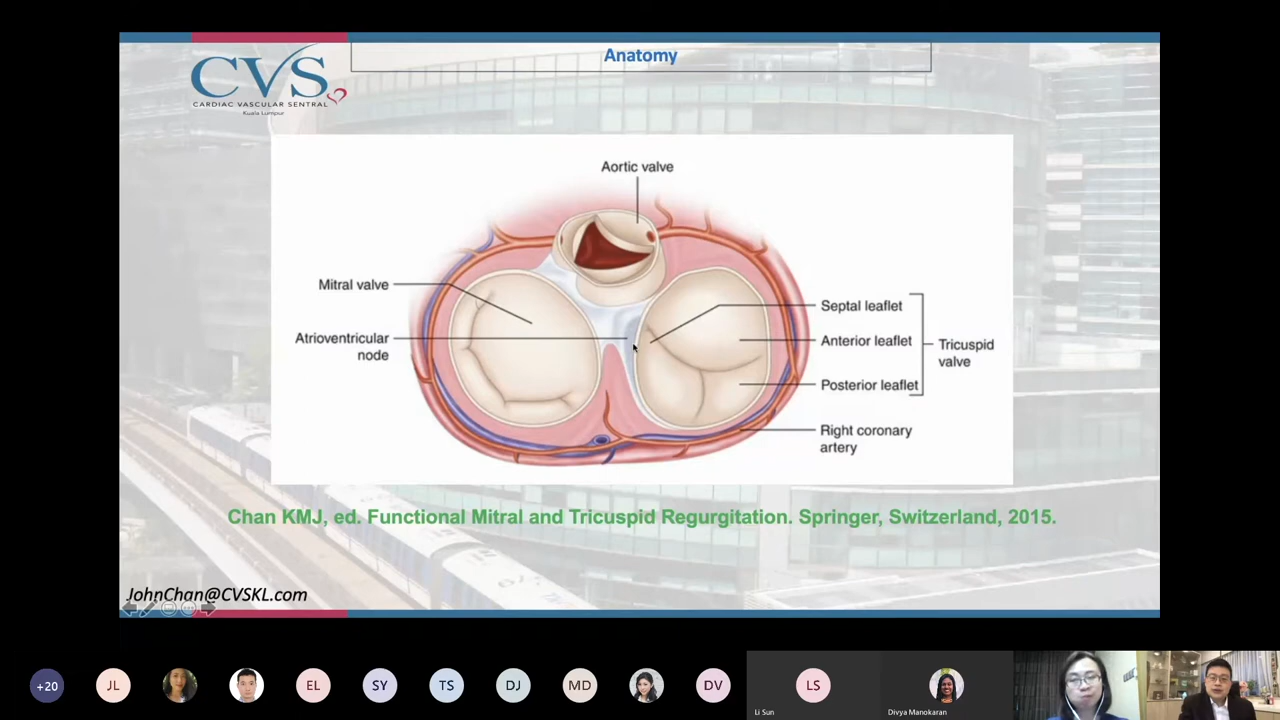 Anatomy
CVS
CARDIAC VASCULAR SENTRAL
Kuala Lumpur
Aortic valve
Mitral valve
Atrioventricular
node
Septal leaflet
Anterior leaflet
Posterior leaflet
Tricuspid
valve
Right coronary
artery
Chan KMJ, ed. Functional Mitral and Tricuspid Regurgitation. Springer, Switzerland, 2015.
JohnChan@CVSKL.com
+20
JL
EL
SY
TS
DJ
MD
DV
LS
Li Sun
Divya Manokaran